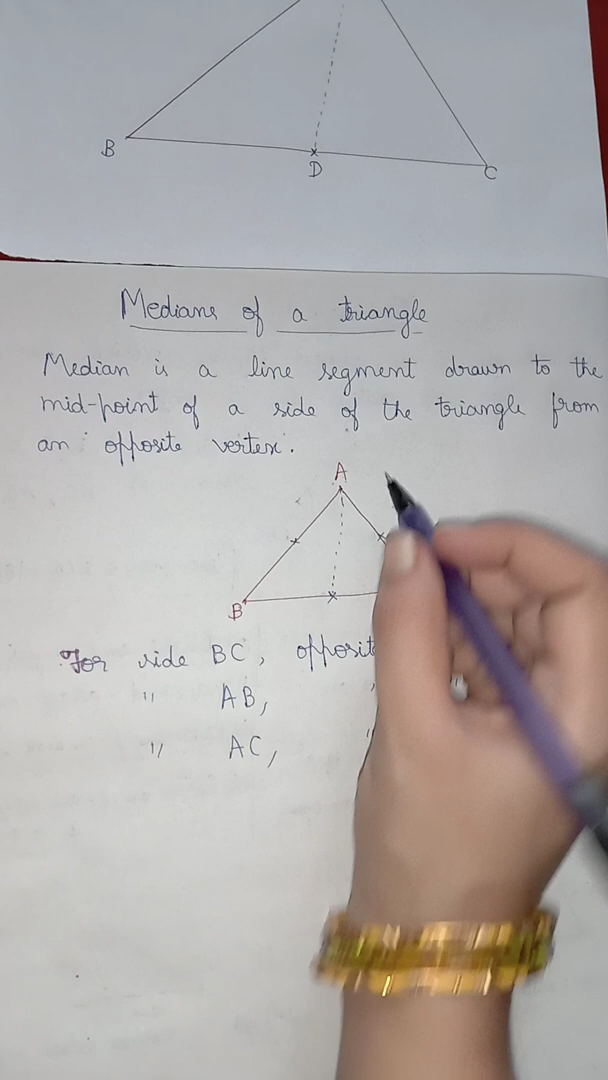 B
D
C
Medians of a triangle
Median is a line segment drawn to the
mid-point of a side of the triangle from
an opposite vertex.
A
B
For side BC, opposit
" AB, "
" AC, "